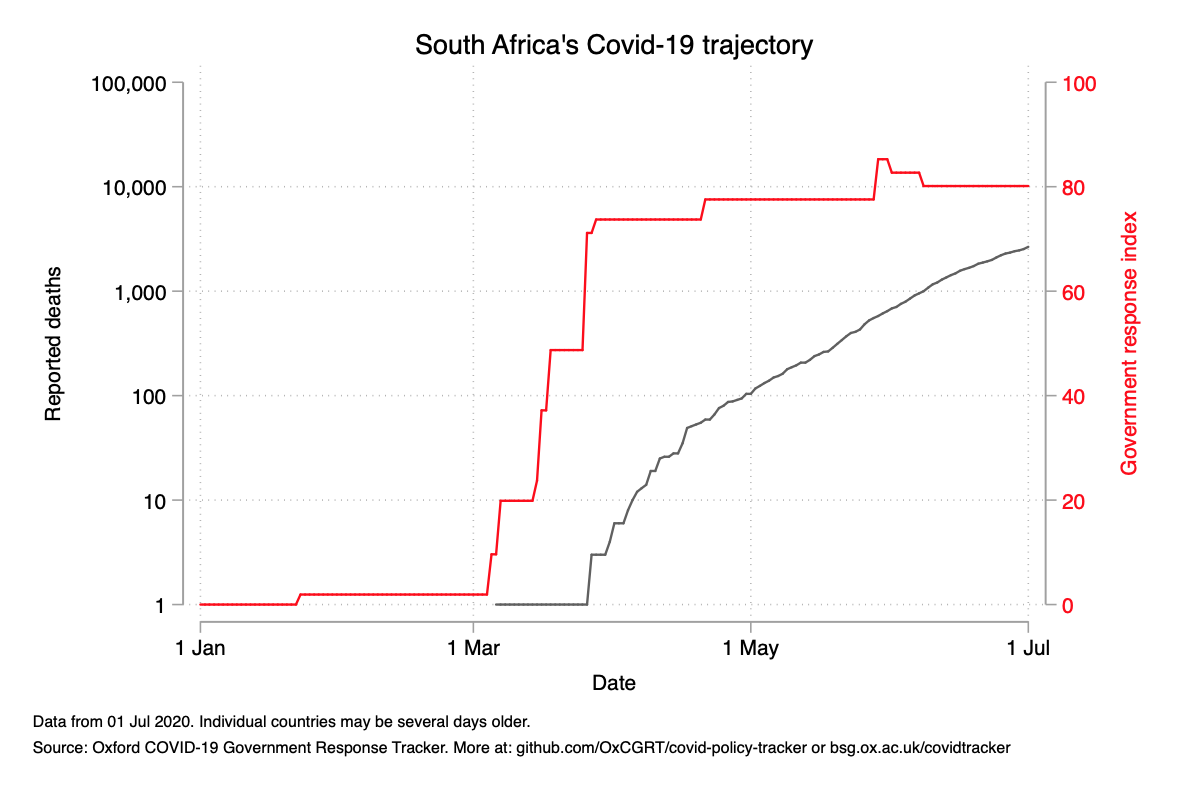 South Africa's Covid-19 trajectory
100,000
10,000
1,000
100
10
1
Reported deaths
100
80
60
40
20
0
Government response index
1 Jan
1 Mar
1 May
1 Jul
Date
Data from 01 Jul 2020. Individual countries may be several days older.
Source: Oxford COVID-19 Government Response Tracker. More at: github.com/OxCGRT/covid-policy-tracker or bsg.ox.ac.uk/covidtracker